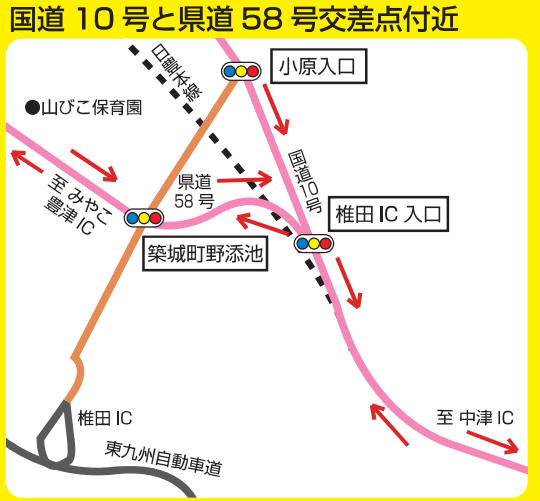 国道 10 号と県道 58 号交差点付近
日豊本線
小原入口
●山びこ保育園
国道10号
県道
58 号
至 みやこ
豊津 IC
椎田 IC 入口
築城町野添池
椎田 IC
至 中津 IC
東九州自動車道